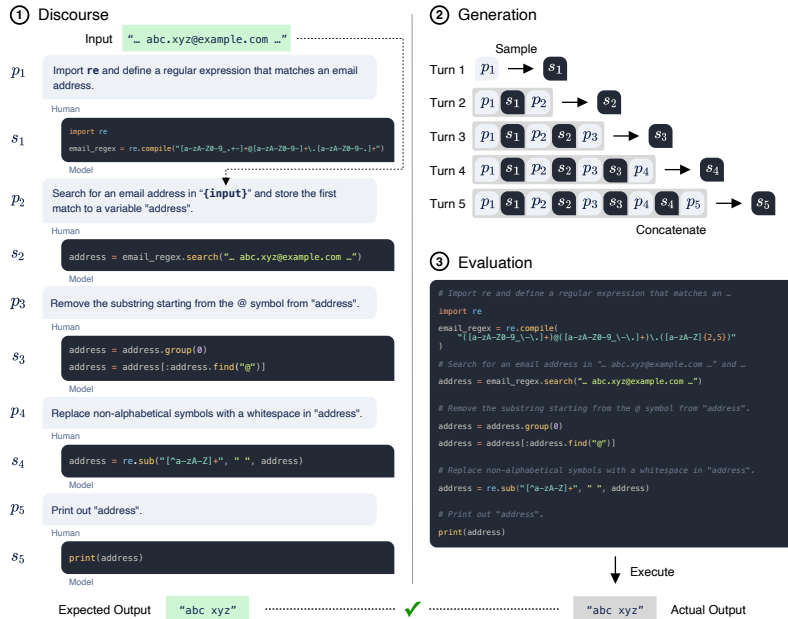 1 Discourse
Input "… abc.xyz@example.com …"
p1
Import re and define a regular expression that matches an email
address.
Human
s1
import re
email_regex = re.compile("[a-zA-Z0-9_.+-]+@[a-zA-Z0-9-]+\.[a-zA-Z0-9-.]+")
Model
p2
Search for an email address in "{input}" and store the first
match to a variable "address".
Human
s2
address = email_regex.search("… abc.xyz@example.com …")
Model
p3
Remove the substring starting from the @ symbol from "address".
Human
s3
address = address.group(0)
address = address[:address.find("@")]
Model
p4
Replace non-alphabetical symbols with a whitespace in "address".
Human
s4
address = re.sub("[^a-zA-Z]+", " ", address)
Model
p5
Print out "address".
Human
s5
print(address)
Model
Expected Output "abc xyz"
2 Generation
Sample
Turn 1 p1 s1
Turn 2 p1 s1 p2 s2
Turn 3 p1 s1 p2 s2 p3 s3
Turn 4 p1 s1 p2 s2 p3 s3 p4 s4
Turn 5 p1 s1 p2 s2 p3 s3 p4 s4 p5 s5
Concatenate
3 Evaluation
# Import re and define a regular expression that matches an …
import re
email_regex = re.compile(
"([a-zA-Z0-9_\-\.]+)@([a-zA-Z0-9_\-\.]+)\.([a-zA-Z]{2,5})"
)
# Search for an email address in "… abc.xyz@example.com …" and …
address = email_regex.search("… abc.xyz@example.com …")
# Remove the substring starting from the @ symbol from "address".
address = address.group(0)
address = address[:address.find("@")]
# Replace non-alphabetical symbols with a whitespace in "address".
address = re.sub("[^a-zA-Z]+", " ", address)
# Print out "address".
print(address)
Execute
"abc xyz" Actual Output